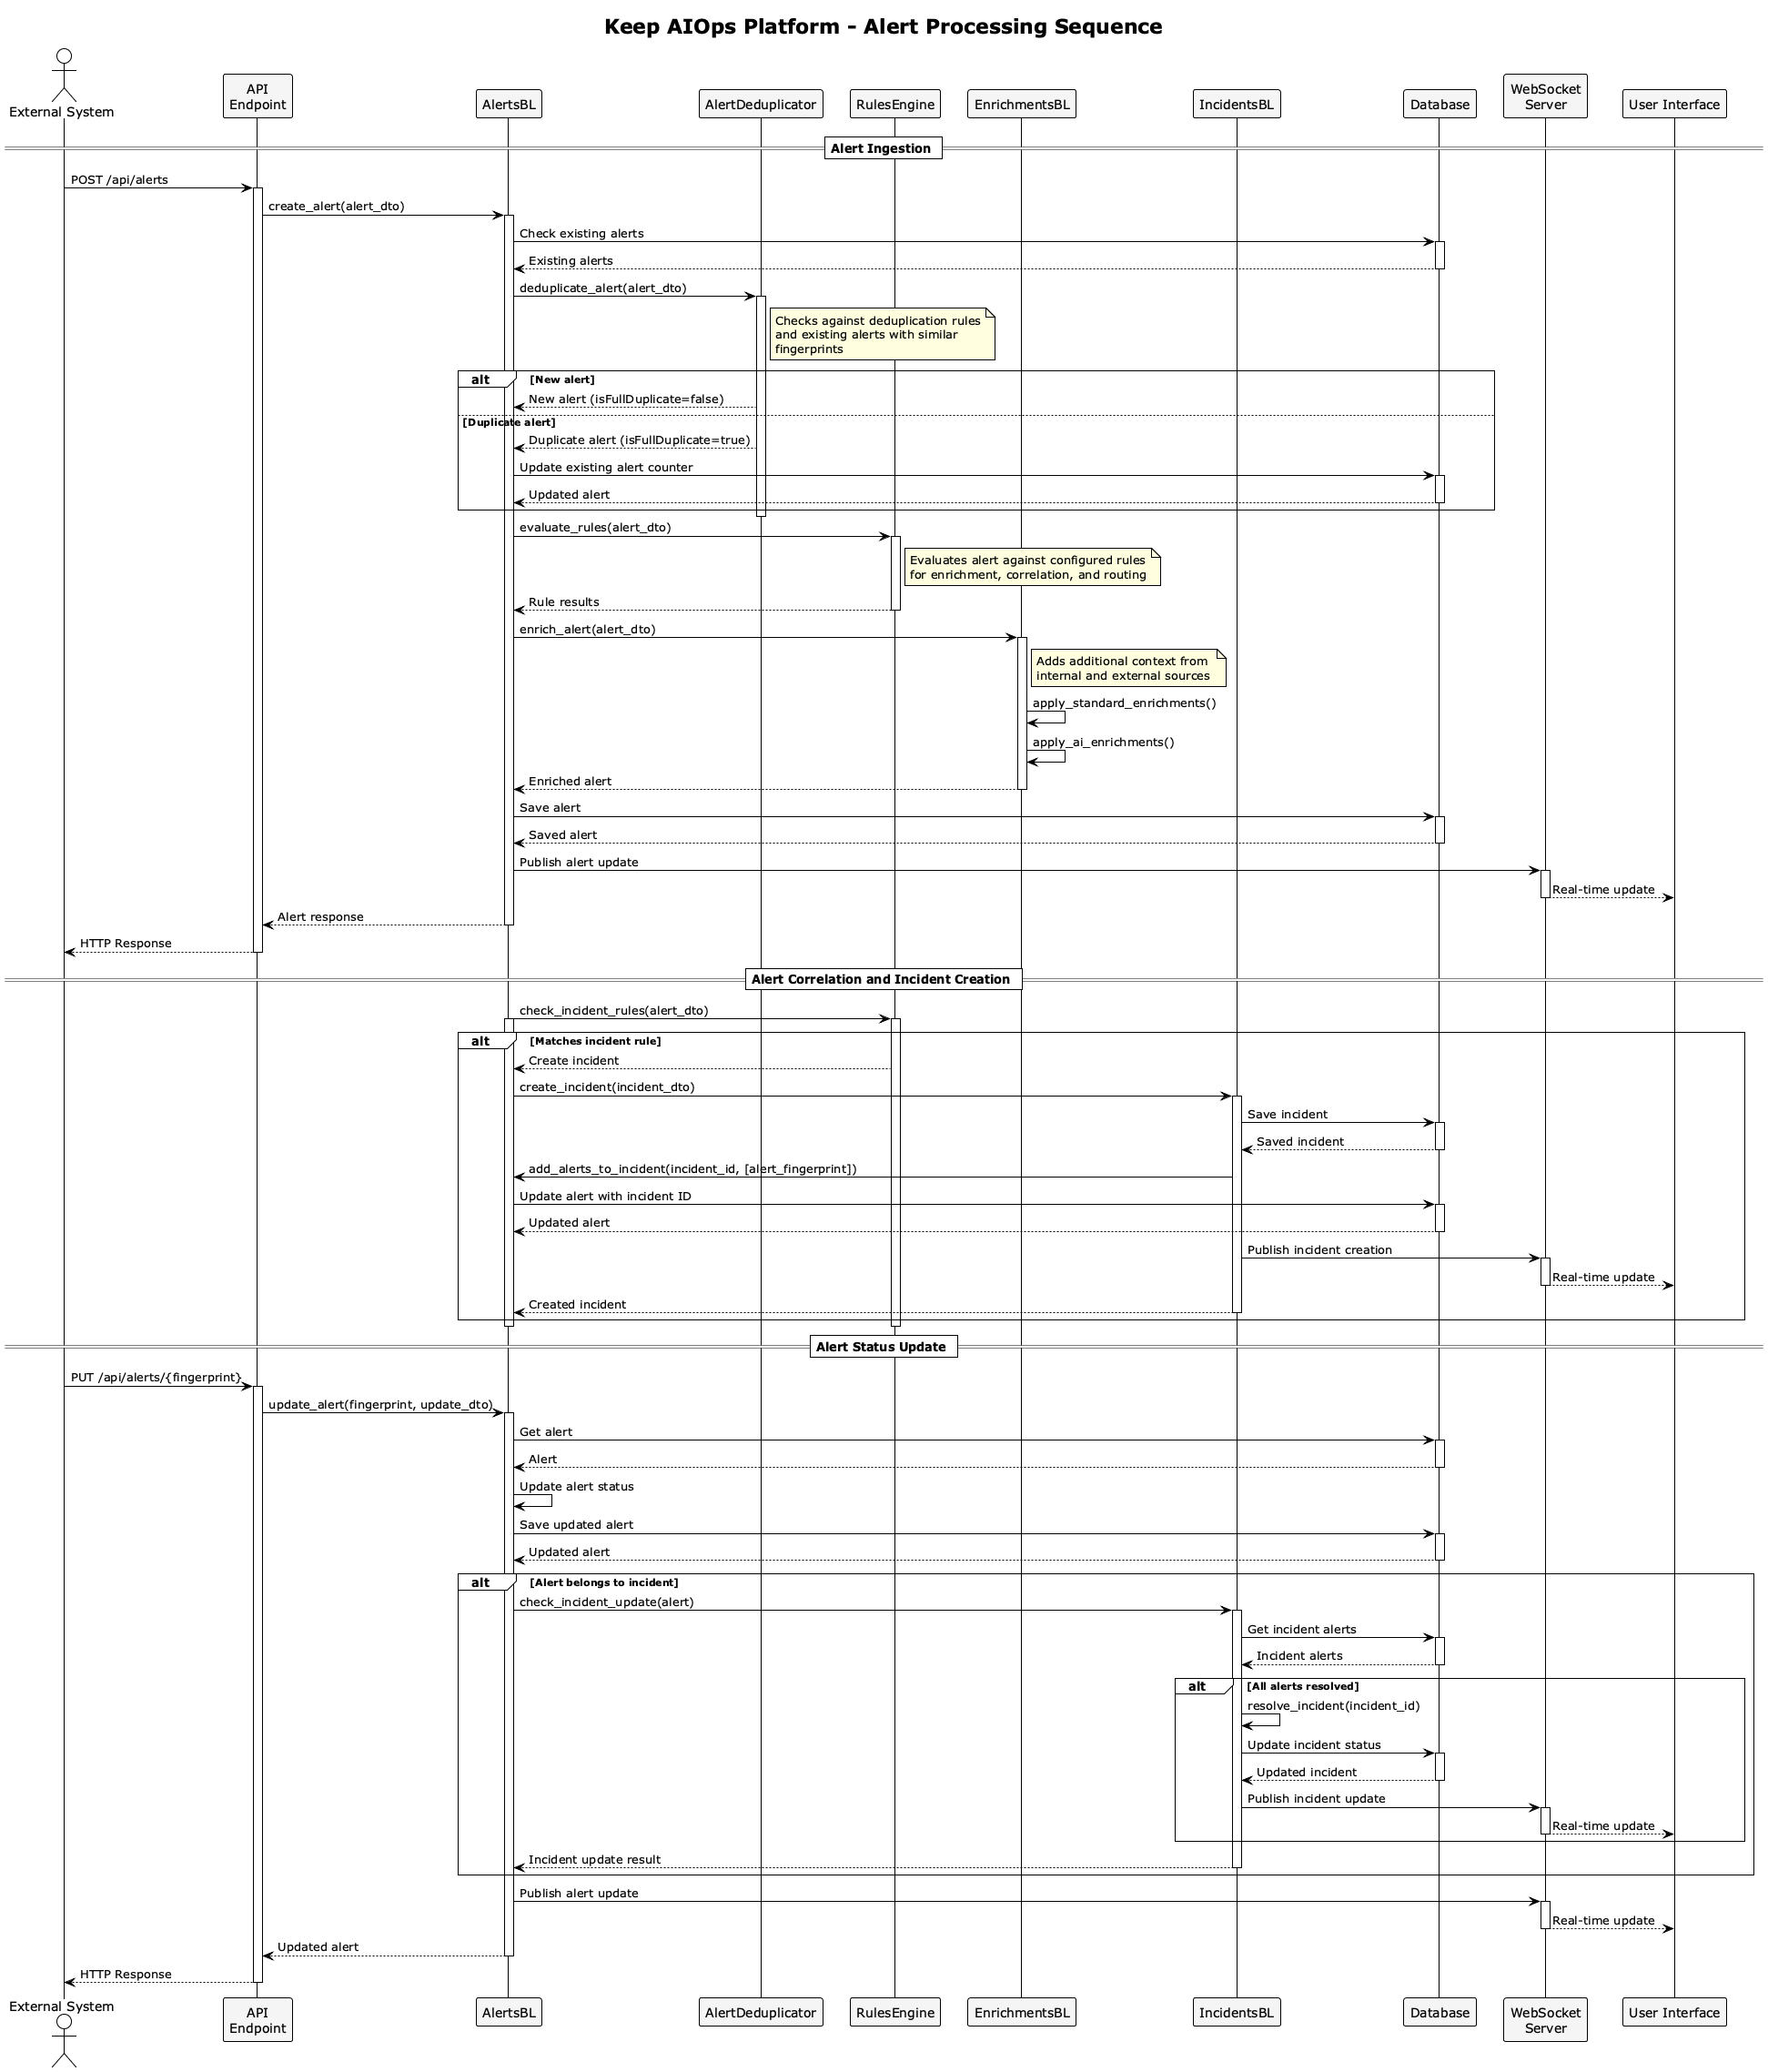 Keep AIOps Platform - Alert Processing Sequence
External System
API
Endpoint
AlertsBL
AlertDeduplicator
RulesEngine
EnrichmentsBL
IncidentsBL
Database
WebSocket
Server
User Interface
Alert Ingestion
POST /api/alerts
create_alert(alert_dto)
Check existing alerts
Existing alerts
deduplicate_alert(alert_dto)
Checks against deduplication rules
and existing alerts with similar
fingerprints
alt
[New alert]
New alert (isFullDuplicate=false)
[Duplicate alert]
Duplicate alert (isFullDuplicate=true)
Update existing alert counter
Updated alert
evaluate_rules(alert_dto)
Evaluates alert against configured rules
for enrichment, correlation, and routing
Rule results
enrich_alert(alert_dto)
Adds additional context from
internal and external sources
apply_standard_enrichments()
apply_ai_enrichments()
Enriched alert
Save alert
Saved alert
Publish alert update
Real-time update
Alert response
HTTP Response
Alert Correlation and Incident Creation
check_incident_rules(alert_dto)
alt
[Matches incident rule]
Create incident
create_incident(incident_dto)
Save incident
Saved incident
add_alerts_to_incident(incident_id, [alert_fingerprint])
Update alert with incident ID
Updated alert
Publish incident creation
Real-time update
Created incident
Alert Status Update
PUT /api/alerts/{fingerprint}
update_alert(fingerprint, update_dto)
Get alert
Alert
Update alert status
Save updated alert
Updated alert
alt
[Alert belongs to incident]
check_incident_update(alert)
Get incident alerts
Incident alerts
alt
[All alerts resolved]
resolve_incident(incident_id)
Update incident status
Updated incident
Publish incident update
Real-time update
Incident update result
Publish alert update
Real-time update
Updated alert
HTTP Response
External System
API
Endpoint
AlertsBL
AlertDeduplicator
RulesEngine
EnrichmentsBL
IncidentsBL
Database
WebSocket
Server
User Interface